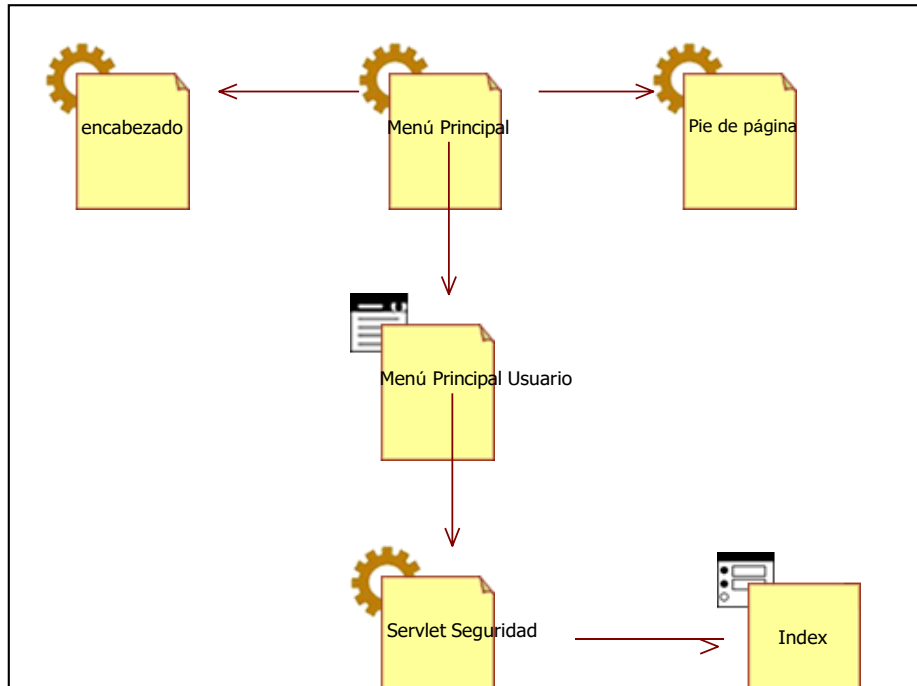 encabezado
Menú Principal
Pie de página
Menú Principal Usuario
Servlet Seguridad
Index